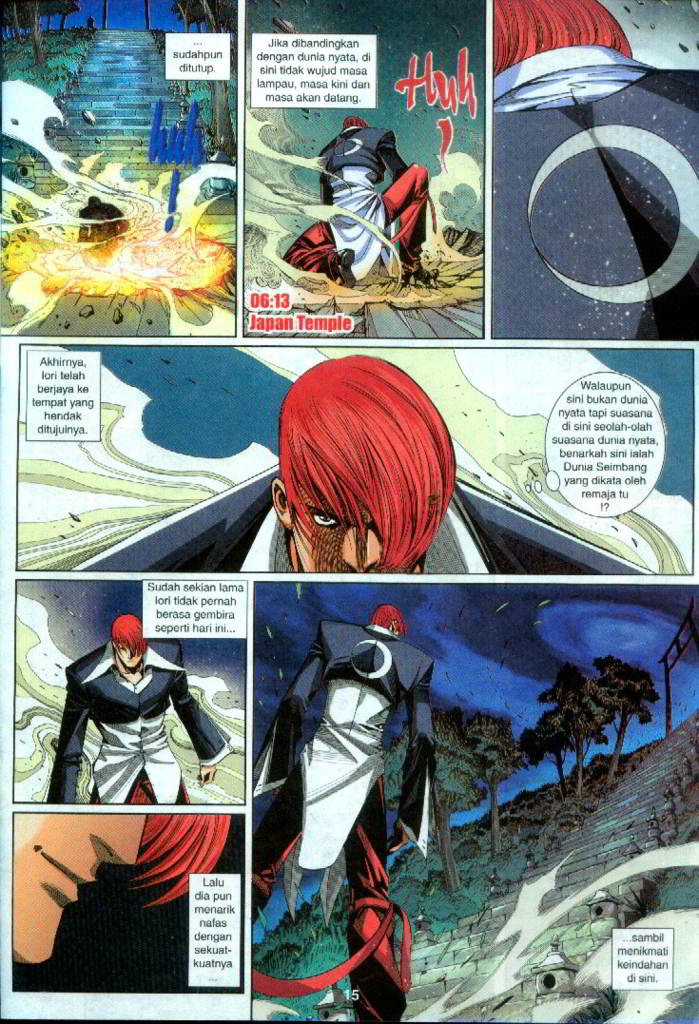 ...
sudahpun
ditutup.
huh
!
Jika dibandingkan
dengan dunia nyata, di
sini tidak wujud masa
lampau, masa kini dan
masa akan datang.
Huh
!
06:13
Japan Temple
Akhirnya,
Iori telah
berjaya ke
tempat yang
hendak
ditujuinya.
Walaupun
sini bukan dunia
nyata tapi suasana
di sini seolah-olah
suasana dunia nyata,
benarkah sini ialah
Dunia Seimbang
yang dikata oleh
remaja tu
!?
Sudah sekian lama
Iori tidak pernah
berasa gembira
seperti hari ini...
Lalu
dia pun
menarik
nafas
dengan
sekuat-
kuatnya
...
...sambil
menikmati
keindahan
di sini.
15